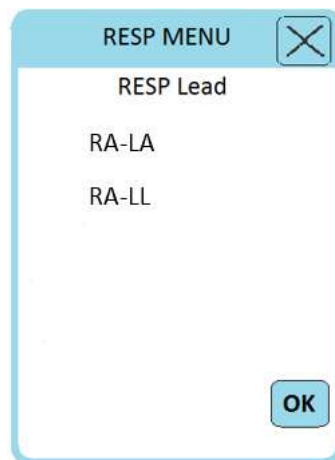 RESP MENU
RESP Lead
RA-LA
RA-LL
OK